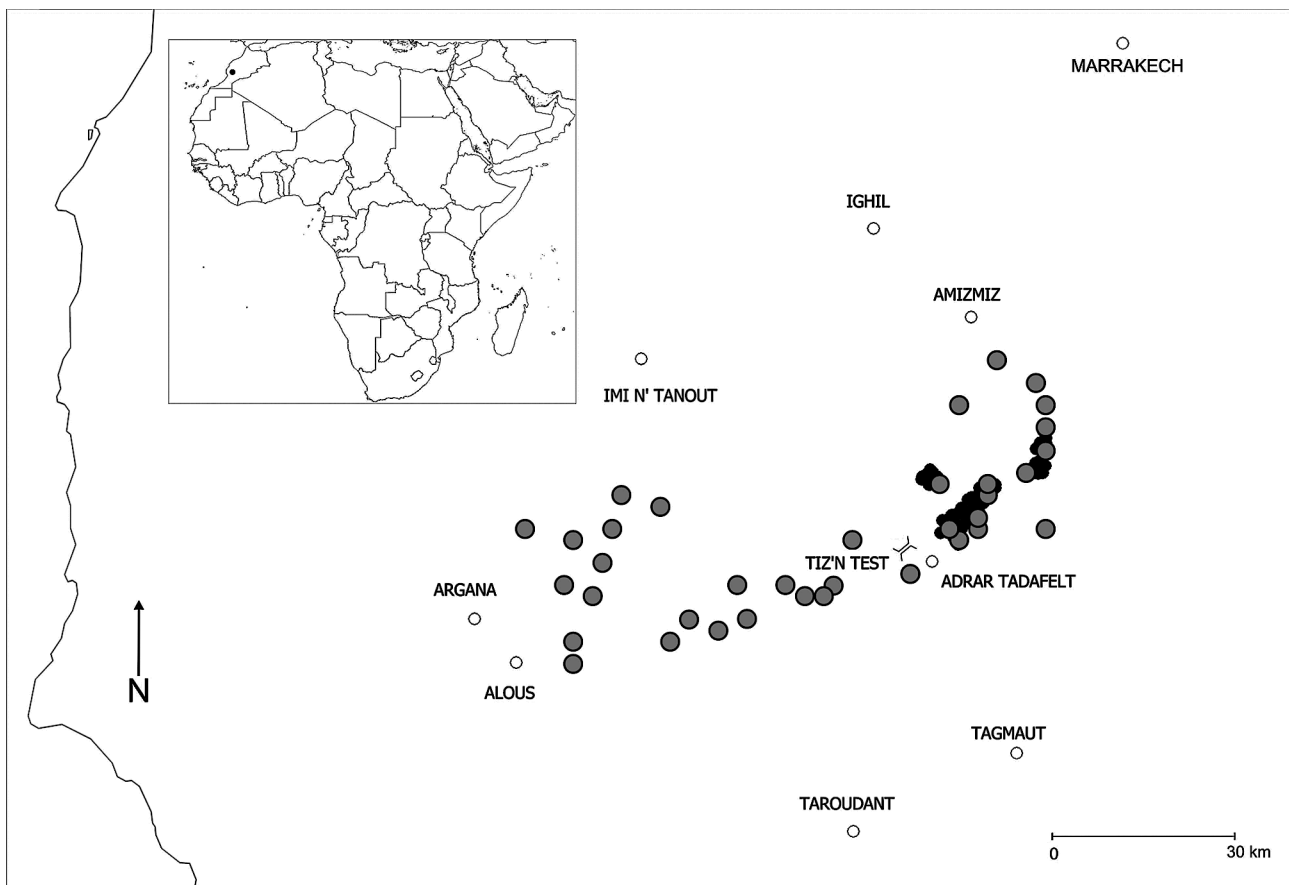 MARRAKECH
IGHIL
AMIZMIZ
IMI N' TANOUT
TIZ'N TEST
ADRAR TADAFELT
ARGANA
N
ALOUS
TAGMAUT
TAROUDANT
0 30 km